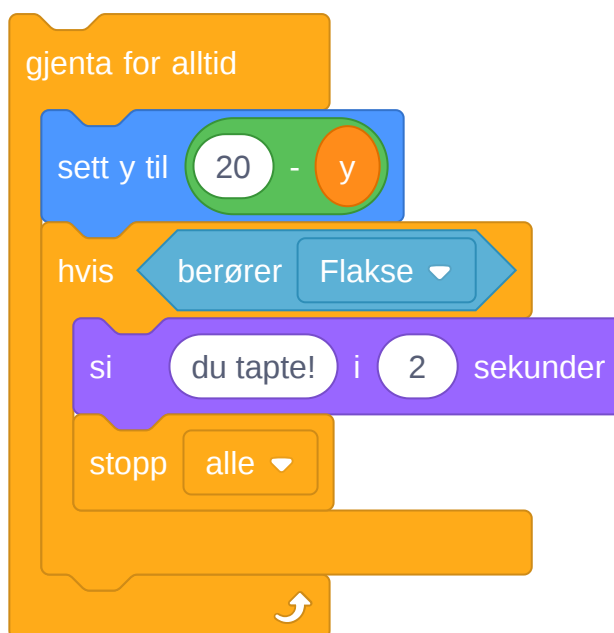 gjenta for alltid
sett y til 20 - y
hvis berører Flakse
si du tapte! i 2 sekunder
stopp alle